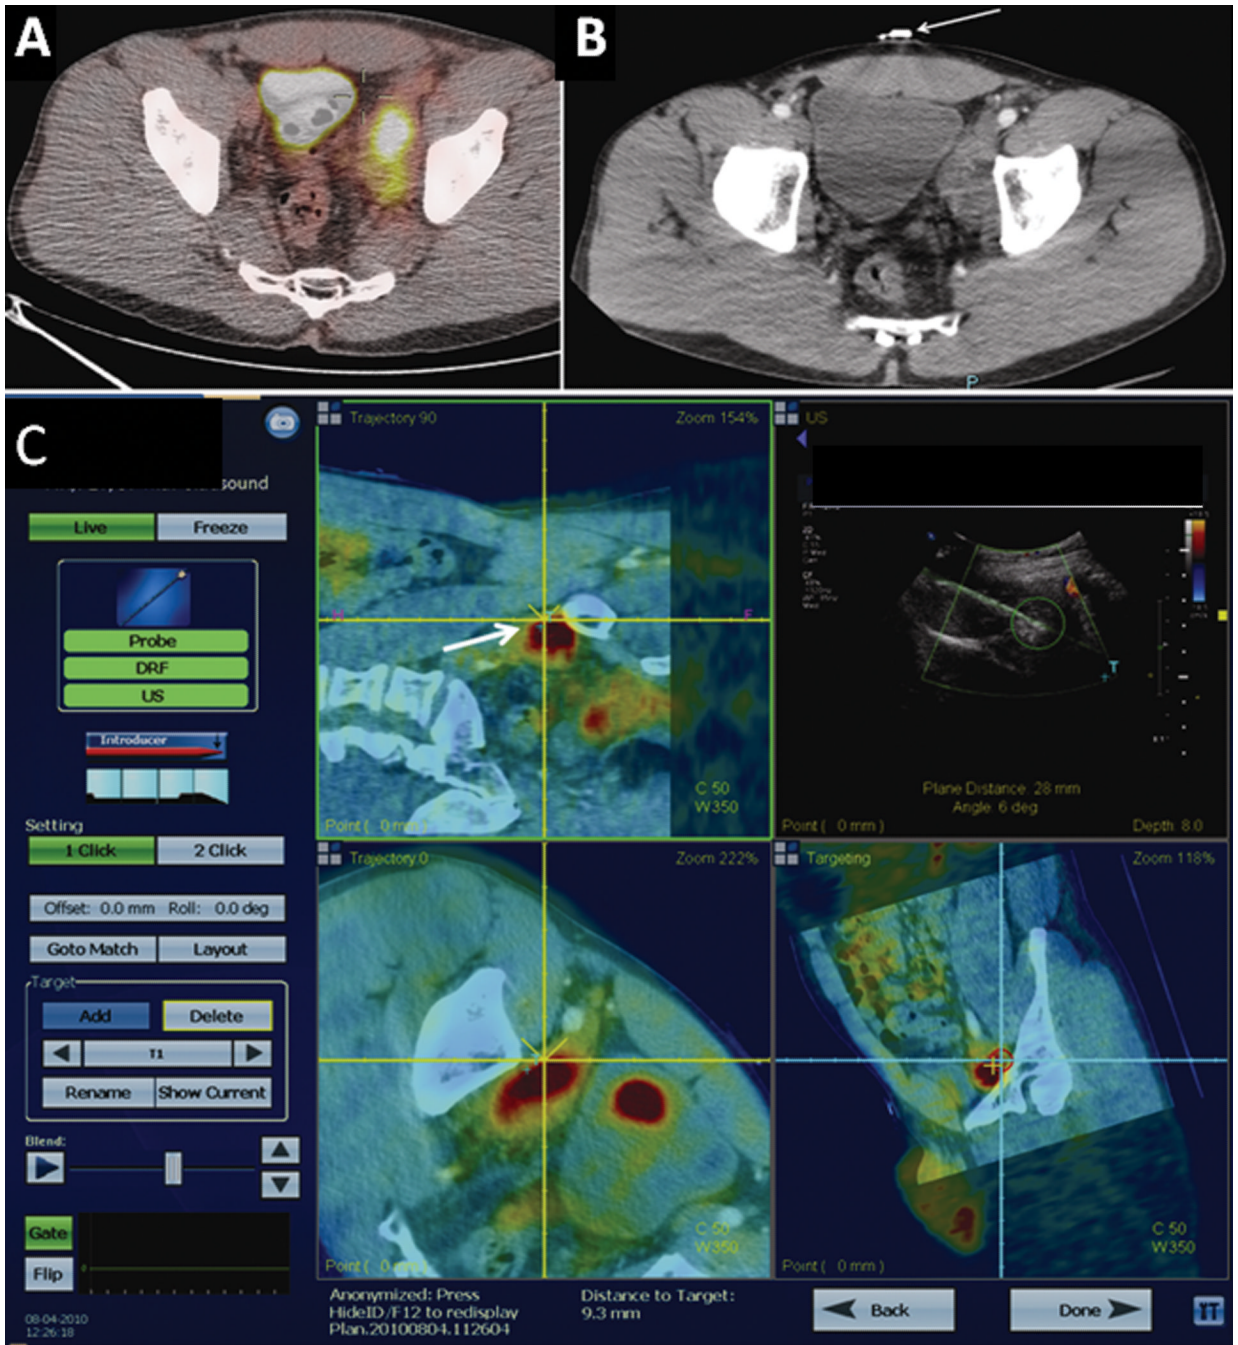 A
B
P
C
Live
Freeze
Probe
DRF
US
Introducer
Setting
1 Click
2 Click
Offset: 0.0 mm Roll: 0.0 deg
Goto Match
Layout
Target
Add
Delete
T1
Rename
Show Current
Blend:
Gate
Flip
08-04-2010
12:26:18
Trajectory 90
Zoom 154%
H
F
C 50
W350
Point ( 0 mm )
US
T
Plane Distance: 28 mm
Angle: 6 deg
Point ( 0 mm )
Depth: 8.0
Trajectory 0
Zoom 222%
C 50
W350
Point ( 0 mm )
Targeting
Zoom 118%
C 50
W350
Point ( 0 mm )
Anonymized: Press
HideID/F12 to redisplay
Plan.20100804.112604
Distance to Target:
9.3 mm
Back
Done